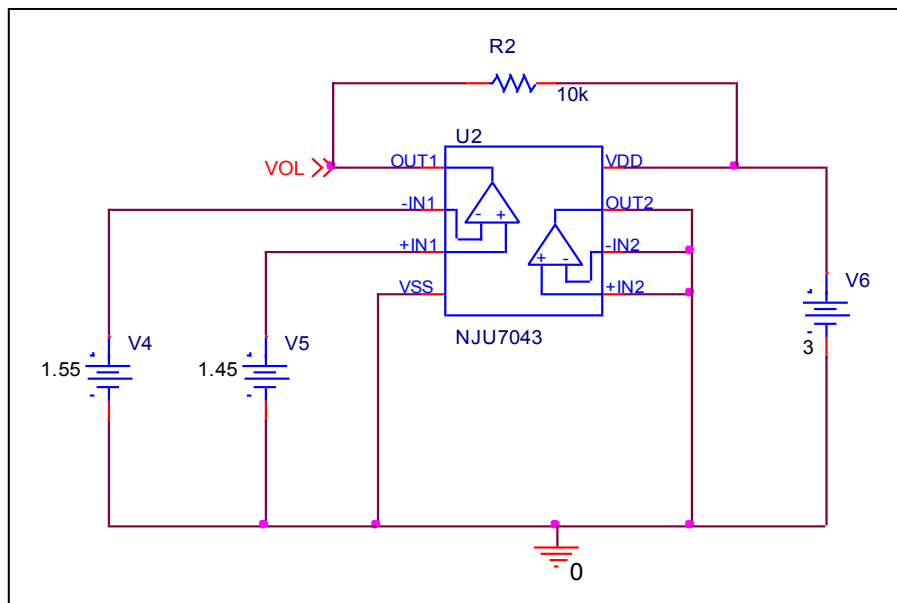 R2
10k
U2
VOL
OUT1
VDD
-IN1
- +
OUT2
+IN1
+ -
-IN2
VSS
+IN2
V6
NJU7043
V4
V5
1.55
1.45
3
0